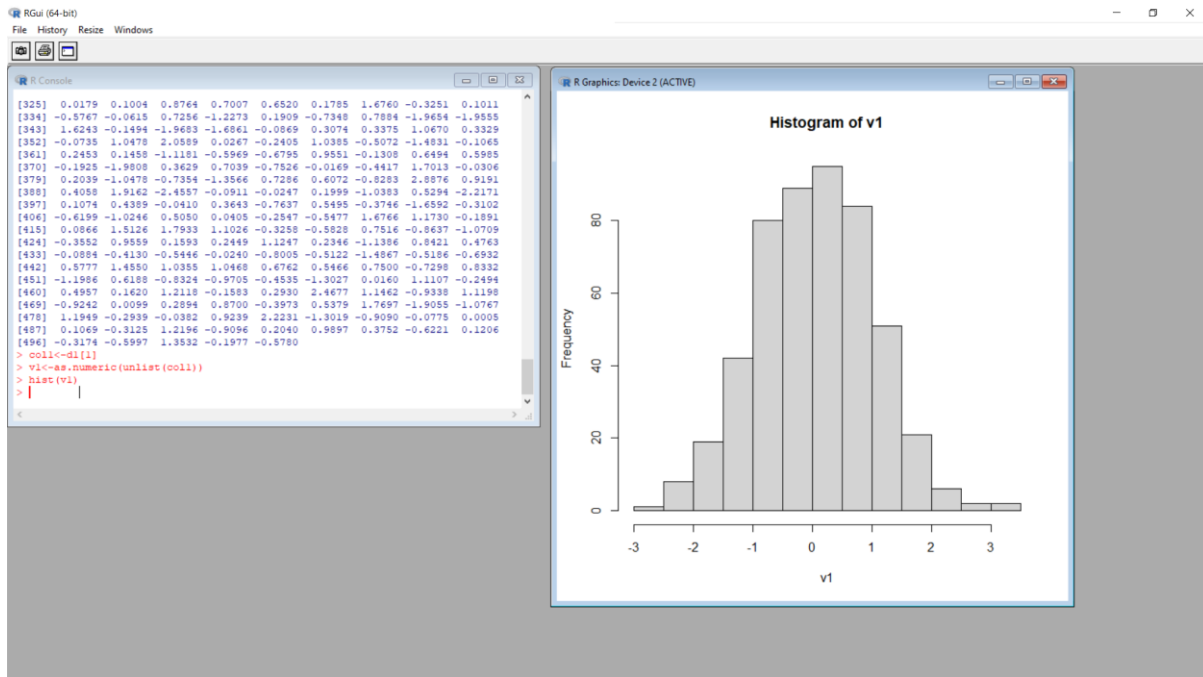 RGui (64-bit)
File History Resize Windows
R Console
[325] 0.0179 0.1004 0.8764 0.7007 0.6520 0.1785 1.6760 -0.3251 0.1011
[334] -0.5767 -0.0615 0.7256 -1.2273 0.1909 -0.7348 0.7884 -1.9654 -1.9555
[343] 1.6243 -0.1494 -1.9683 -1.6861 -0.0869 0.3074 0.3375 1.0670 0.3329
[352] -0.0735 1.0478 2.0589 0.0267 -0.2405 1.0385 -0.5072 -1.4831 -0.1065
[361] 0.2453 0.1458 -1.1181 -0.5969 -0.6795 0.9551 -0.1308 0.6494 0.5985
[370] -0.1925 -1.9808 0.3629 0.7039 -0.7526 -0.0169 -0.4417 1.7013 -0.0306
[379] 0.2039 -1.0478 -0.7354 -1.3566 0.7286 0.6072 -0.8283 2.8876 0.9191
[388] 0.4058 1.9162 -2.4557 -0.0911 -0.0247 0.1999 -1.0383 0.5294 -2.2171
[397] 0.1074 0.4389 -0.0410 0.3643 -0.7637 0.5495 -0.3746 -1.6592 -0.3102
[406] -0.6199 -1.0246 0.5050 0.0405 -0.2547 -0.5477 1.6766 1.1730 -0.1891
[415] 0.0866 1.5126 1.7933 1.1026 -0.3258 -0.5828 0.7516 -0.8637 -1.0709
[424] -0.3552 0.9559 0.1593 0.2449 1.1247 0.2346 -1.1386 0.8421 0.4763
[433] -0.0884 -0.4130 -0.5446 -0.0240 -0.8005 -0.5122 -1.4867 -0.5186 -0.6932
[442] 0.5777 1.4550 1.0355 1.0468 0.6762 0.5466 0.7500 -0.7298 0.8332
[451] -1.1986 0.6188 -0.8324 -0.9705 -0.4535 -1.3027 0.0160 1.1107 -0.2494
[460] 0.4957 0.1620 1.2118 -0.1583 0.2930 2.4677 1.1462 -0.9338 1.1198
[469] -0.9242 0.0099 0.2894 0.8700 -0.3973 0.5379 1.7697 -1.9055 -1.0767
[478] 1.1949 -0.2939 -0.0382 0.9239 2.2231 -1.3019 -0.9090 -0.0775 0.0005
[487] 0.1069 -0.3125 1.2196 -0.9096 0.2040 0.9897 0.3752 -0.6221 0.1206
[496] -0.3174 -0.5997 1.3532 -0.1977 -0.5780
> col1<-d1[1]
> v1<-as.numeric(unlist(col1))
> hist(v1)
>
R Graphics: Device 2 (ACTIVE)
Histogram of v1
Frequency
80
60
40
20
0
-3 -2 -1 0 1 2 3
v1